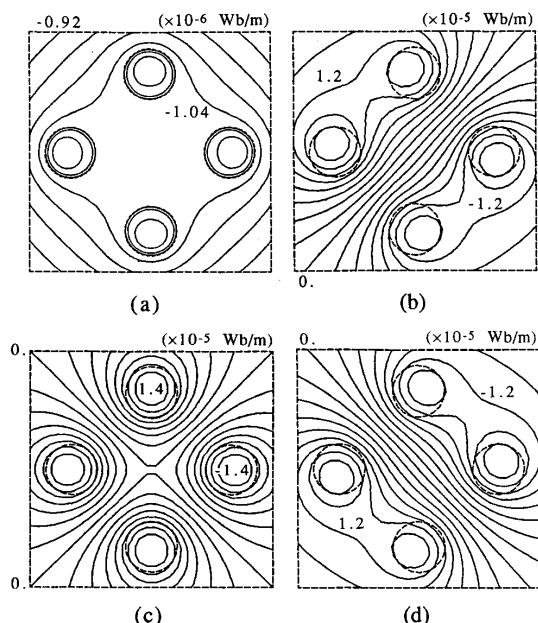 -0.92 (×10-6 Wb/m)
-1.04
(a)
(×10-5 Wb/m)
1.2
-1.2
0.
(b)
(×10-5 Wb/m)
0.
1.4
-1.4
0.
(c)
0. (×10-5 Wb/m)
-1.2
1.2
(d)